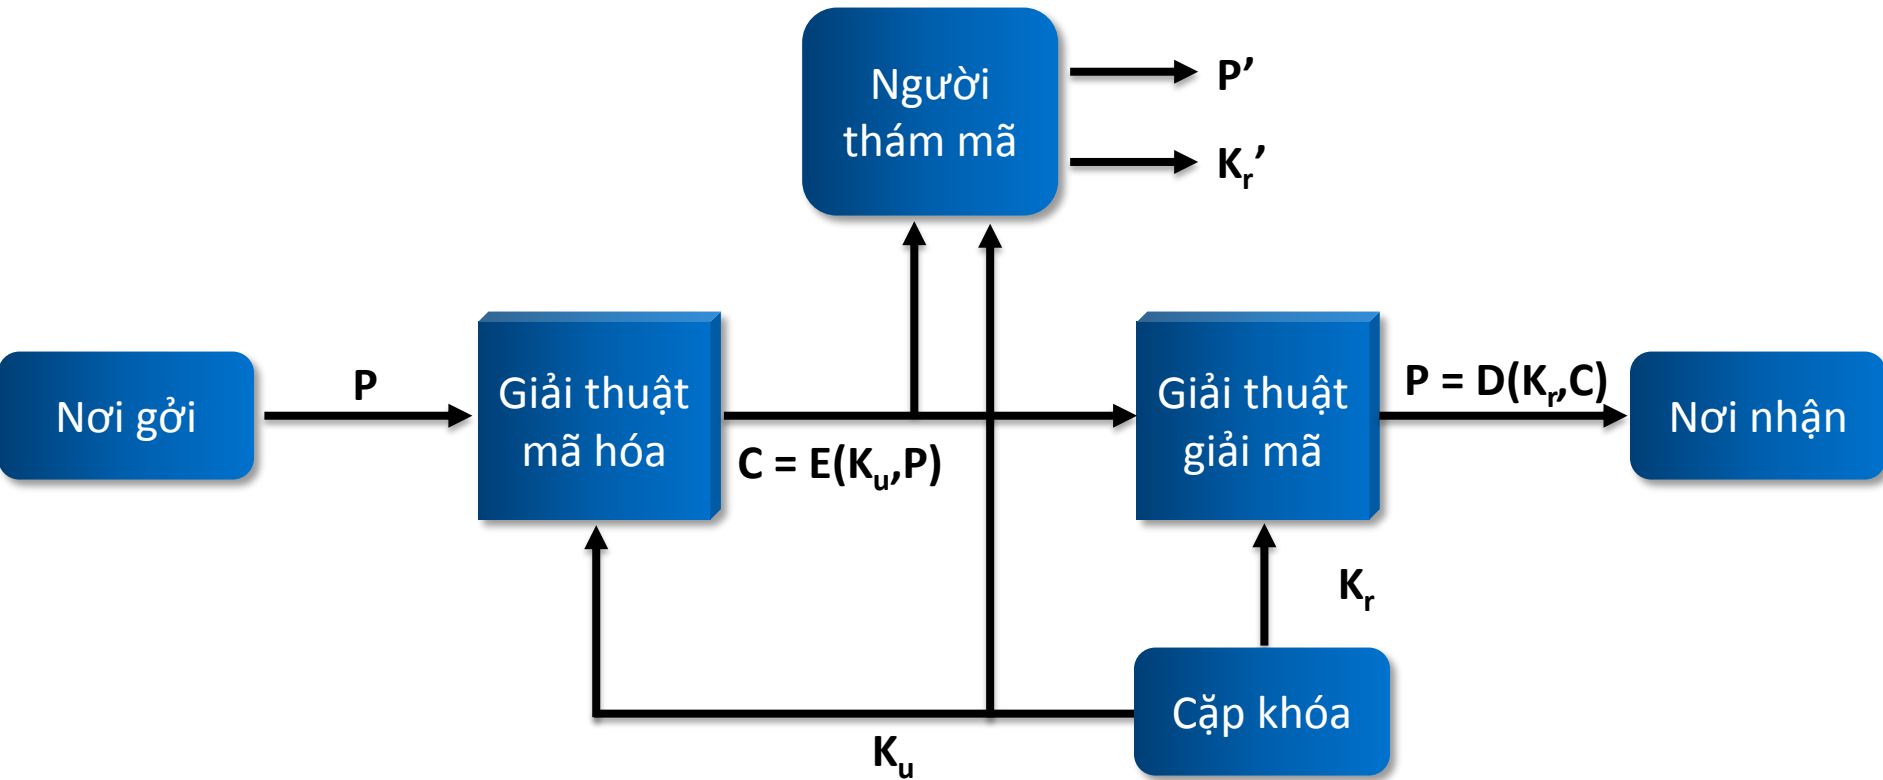 Người
thám mã
P’
Kr’
Nơi gởi
P
Giải thuật
mã hóa
C = E(Ku,P)
Giải thuật
giải mã
P = D(Kr,C)
Nơi nhận
Kr
Cặp khóa
Ku